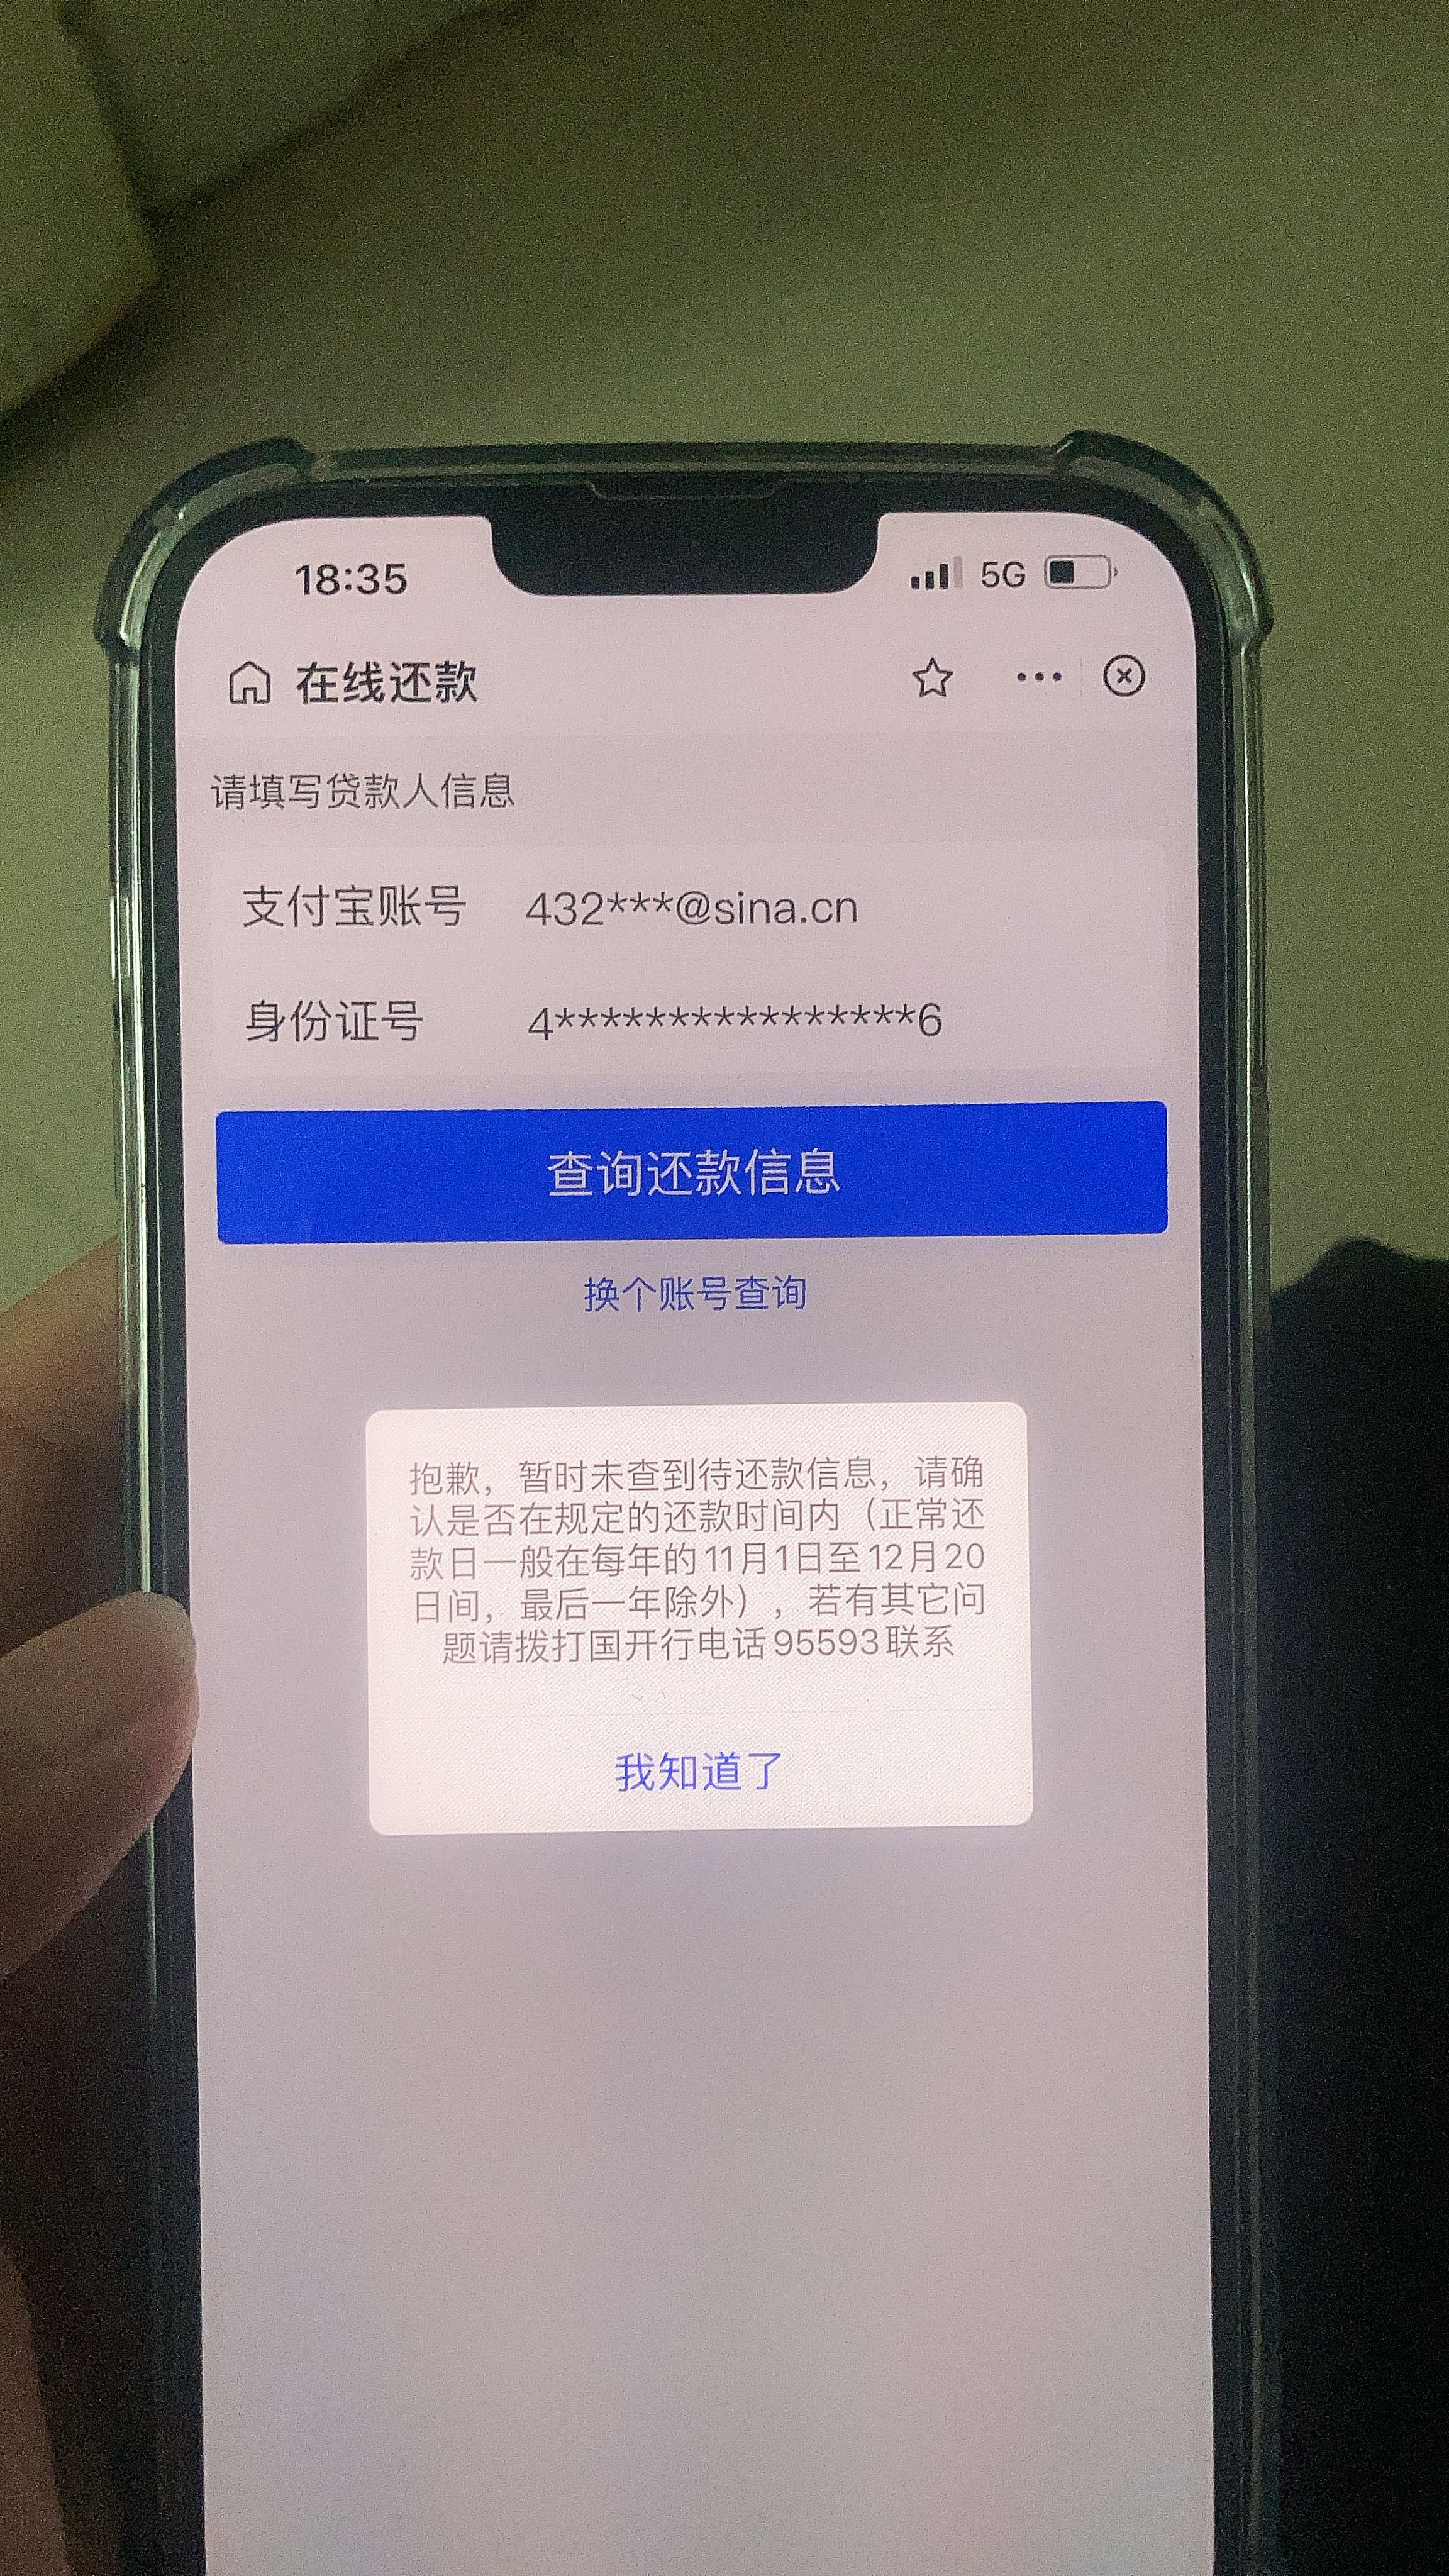 18:35 5G
在线还款
请填写贷款人信息
支付宝账号 432***@sina.cn
身份证号 4****************6
查询还款信息
换个账号查询
抱歉，暂时未查到待还款信息，请确
认是否在规定的还款时间内（正常还
款日一般在每年的11月1日至12月20
日间，最后一年除外），若有其它问
题请拨打国开行电话95593联系
我知道了